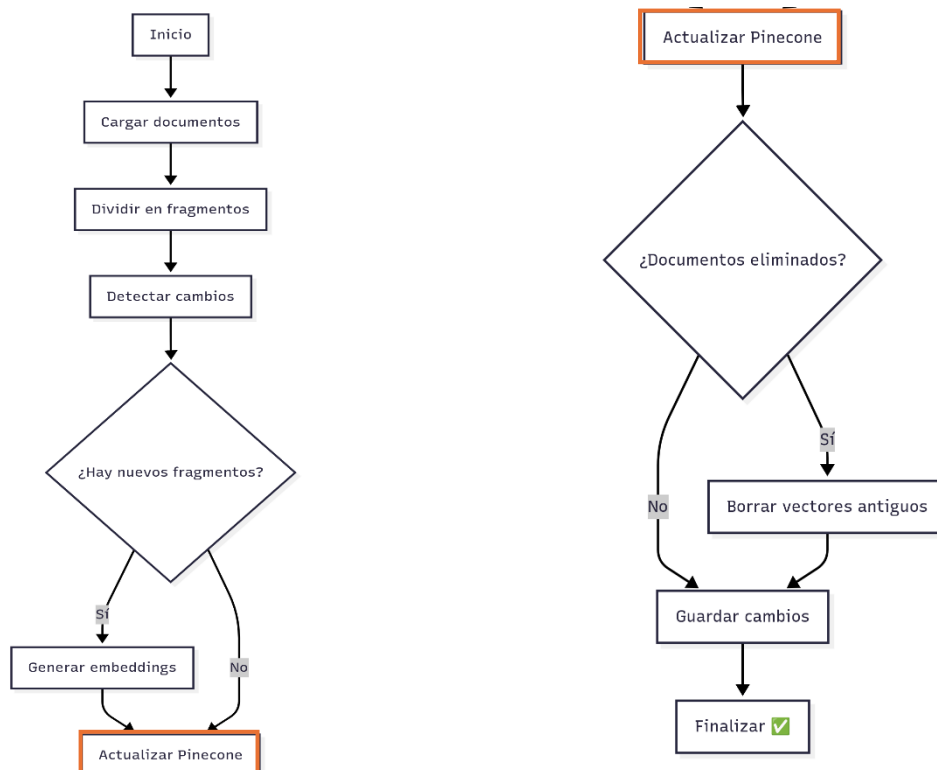 Inicio
Cargar documentos
Dividir en fragmentos
Detectar cambios
¿Hay nuevos fragmentos?
Sí
No
Generar embeddings
Actualizar Pinecone
Actualizar Pinecone
¿Documentos eliminados?
Sí
No
Borrar vectores antiguos
Guardar cambios
Finalizar ✅